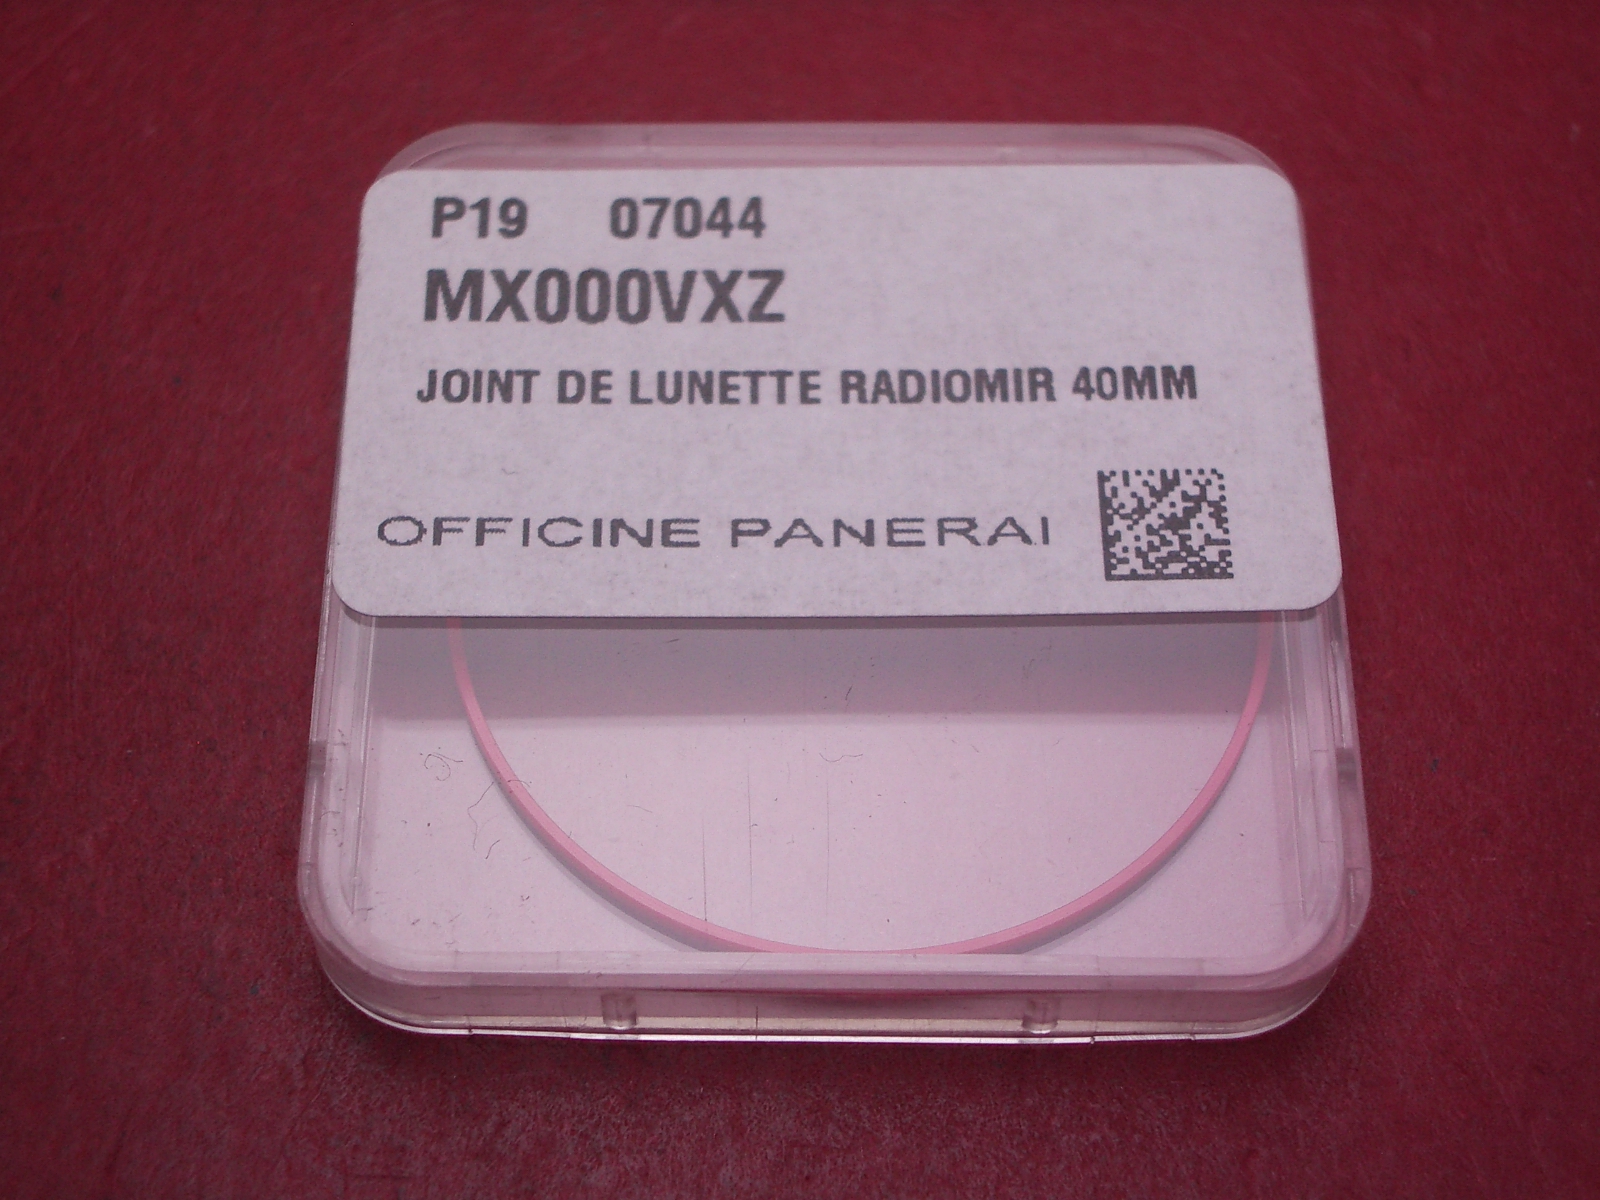 P19 07044
MX000VXZ
JOINT DE LUNETTE RADIOMIR 40MM
OFFICINE PANERAI